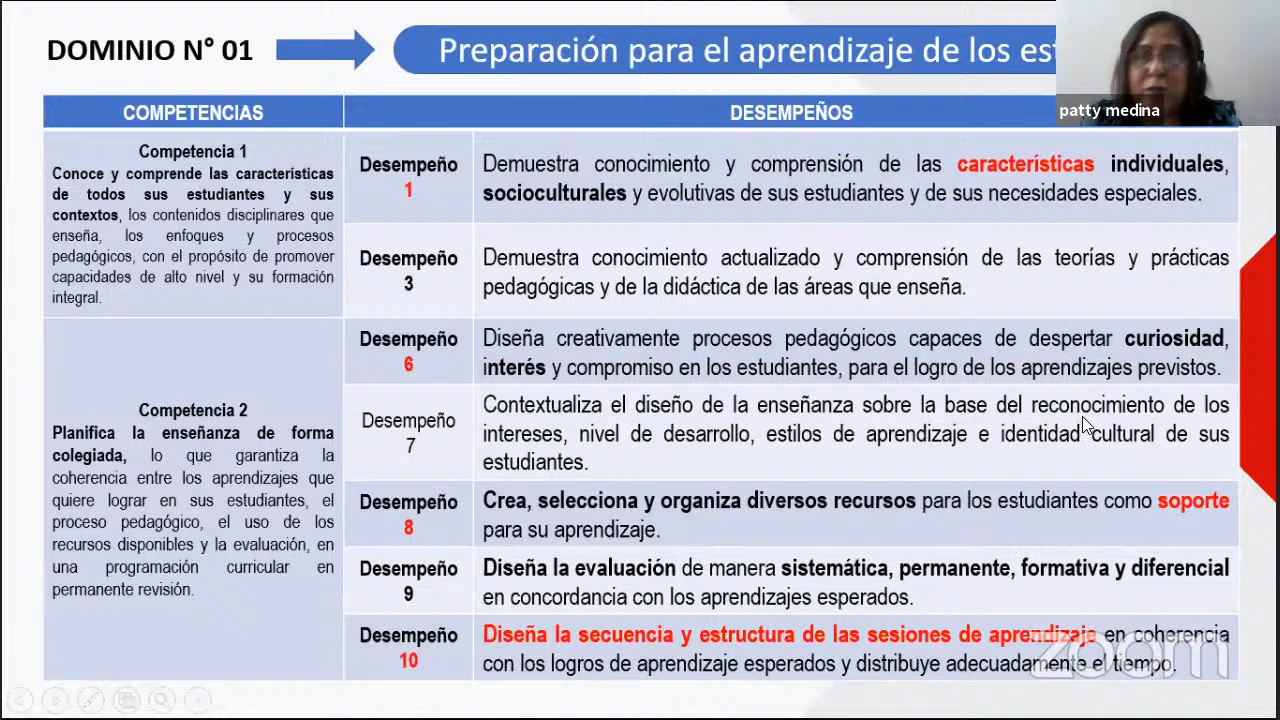 DOMINIO N° 01
Preparación para el aprendizaje de los es
patty medina
COMPETENCIAS
DESEMPEÑOS
Competencia 1
Conoce y comprende las características
de todos sus estudiantes y sus
contextos, los contenidos disciplinares que
enseña, los enfoques y procesos
pedagógicos, con el propósito de promover
capacidades de alto nivel y su formación
integral.
Desempeño
1
Demuestra conocimiento y comprensión de las características individuales,
socioculturales y evolutivas de sus estudiantes y de sus necesidades especiales.
Desempeño
3
Demuestra conocimiento actualizado y comprensión de las teorías y prácticas
pedagógicas y de la didáctica de las áreas que enseña.
Competencia 2
Planifica la enseñanza de forma
colegiada, lo que garantiza la
coherencia entre los aprendizajes que
quiere lograr en sus estudiantes, el
proceso pedagógico, el uso de los
recursos disponibles y la evaluación, en
una programación curricular en
permanente revisión.
Desempeño
6
Diseña creativamente procesos pedagógicos capaces de despertar curiosidad,
interés y compromiso en los estudiantes, para el logro de los aprendizajes previstos.
Desempeño
7
Contextualiza el diseño de la enseñanza sobre la base del reconocimiento de los
intereses, nivel de desarrollo, estilos de aprendizaje e identidad cultural de sus
estudiantes.
Desempeño
8
Crea, selecciona y organiza diversos recursos para los estudiantes como soporte
para su aprendizaje.
Desempeño
9
Diseña la evaluación de manera sistemática, permanente, formativa y diferencial
en concordancia con los aprendizajes esperados.
Desempeño
10
Diseña la secuencia y estructura de las sesiones de aprendizaje en coherencia
con los logros de aprendizaje esperados y distribuye adecuadamente el tiempo.
zoom